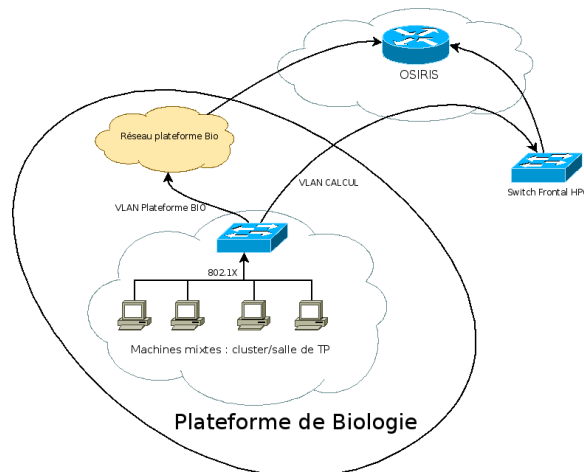 OSIRIS
Réseau plateforme Bio
VLAN CALCUL
Switch Frontal HPC
VLAN Plateforme BIO
802.1X
Machines mixtes : cluster/salle de TP
Plateforme de Biologie